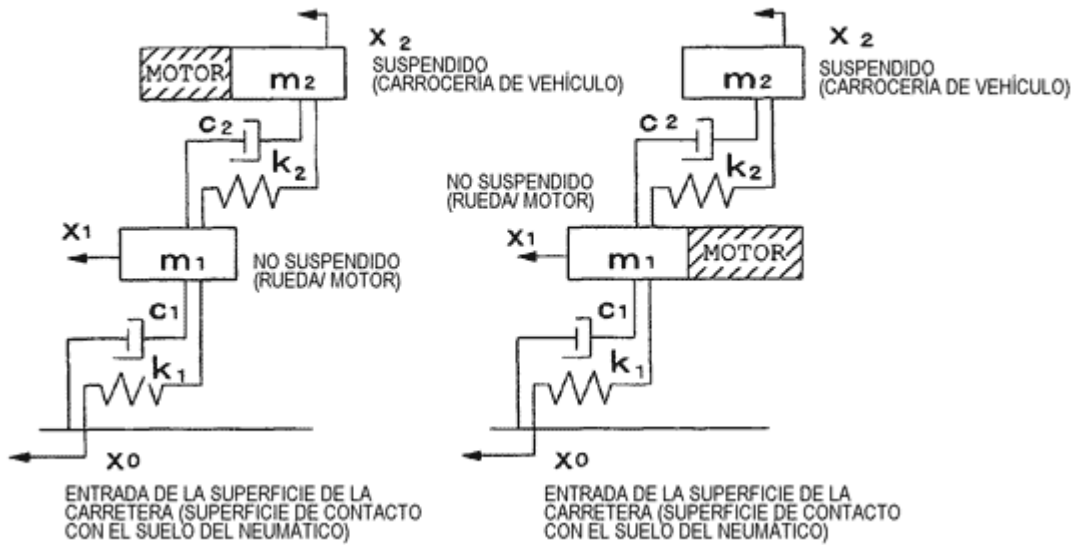 X 2
SUSPENDIDO
(CARROCERÍA DE VEHÍCULO)
MOTOR
m2
C2
k2
X1
m1
NO SUSPENDIDO
(RUEDA/ MOTOR)
C1
k1
X0
ENTRADA DE LA SUPERFICIE DE LA
CARRETERA (SUPERFICIE DE CONTACTO
CON EL SUELO DEL NEUMÁTICO)
X 2
SUSPENDIDO
(CARROCERIA DE VEHÍCULO)
m2
C2
k2
NO SUSPENDIDO
(RUEDA/ MOTOR)
X1
m1
MOTOR
C1
k1
X0
ENTRADA DE LA SUPERFICIE DE LA
CARRETERA (SUPERFICIE DE CONTACTO
CON EL SUELO DEL NEUMÁTICO)